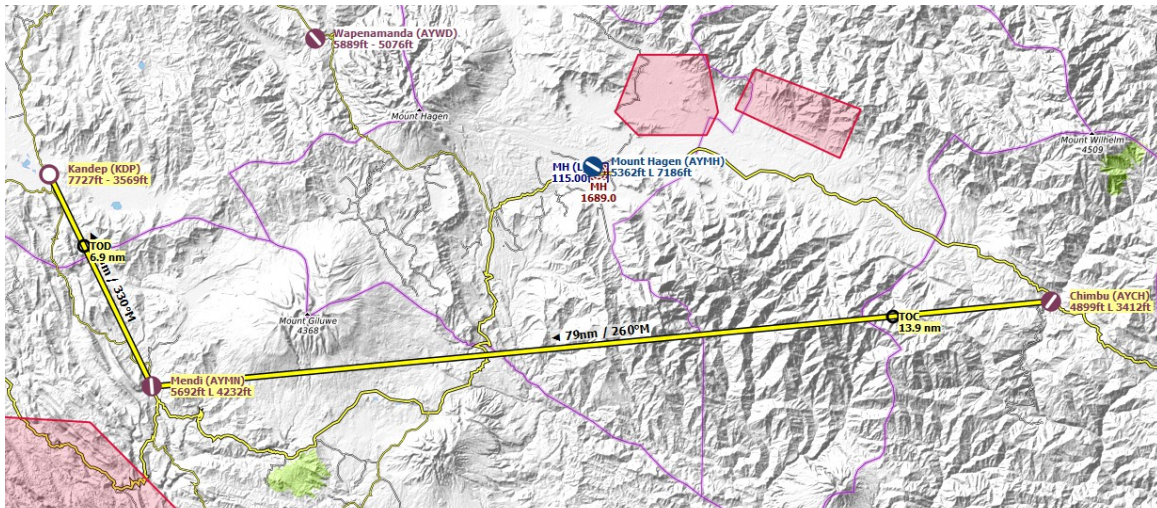 Wapenamanda (AYWD)
5889ft - 5076ft
Mount Hagen
Mount Wilhelm
4509
Kandep (KDP)
7727ft - 3569ft
MH (L
115.00
Mount Hagen (AYMH)
5362ft L 7186ft
MH
1689.0
TOD
6.9 nm
m / 330°M
Mount Giluwe
4368
Chimbu (AYCH)
4899ft L 3412ft
TOC
13.9 nm
◄ 79nm / 260°M
Mendi (AYMN)
5692ft L 4232ft